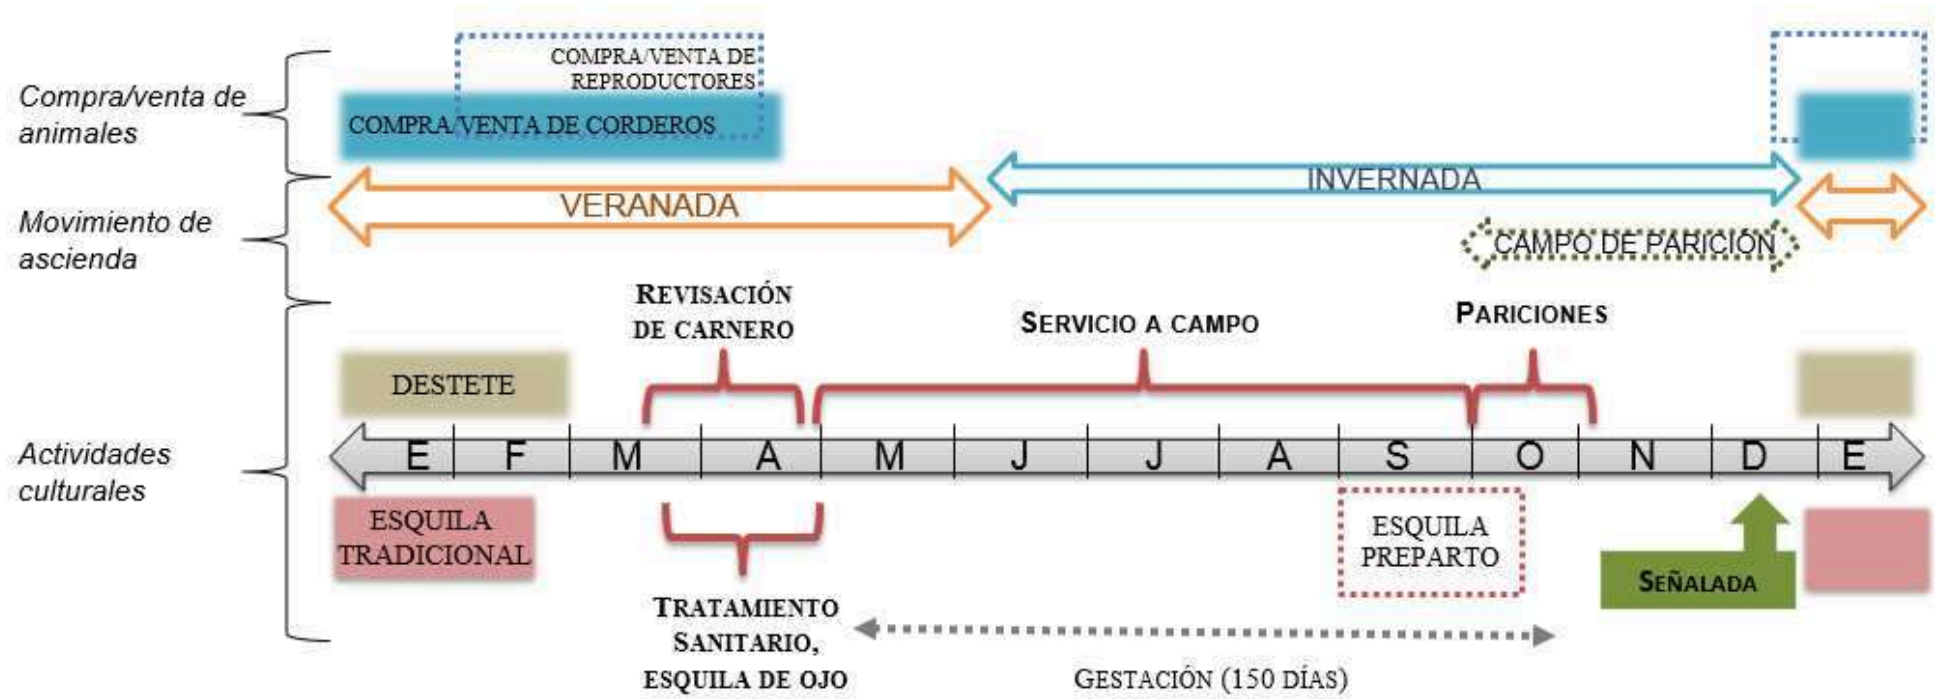 COMPRA/VENTA DE
REPRODUCTORES
Compra/venta de
animales
COMPRA/VENTA DE CORDEROS
INVERNADA
VERANADA
Movimiento de
ascienda
CAMPO DE PARICIÓN
REVISACIÓN
DE CARNERO
SERVICIO A CAMPO
PARICIONES
DESTETE
E F M A M J J A S O N D E
Actividades
culturales
ESQUILA
TRADICIONAL
ESQUILA
PREPARTO
SEÑALADA
TRATAMIENTO
SANITARIO,
ESQUILA DE OJO
GESTACIÓN (150 DÍAS)